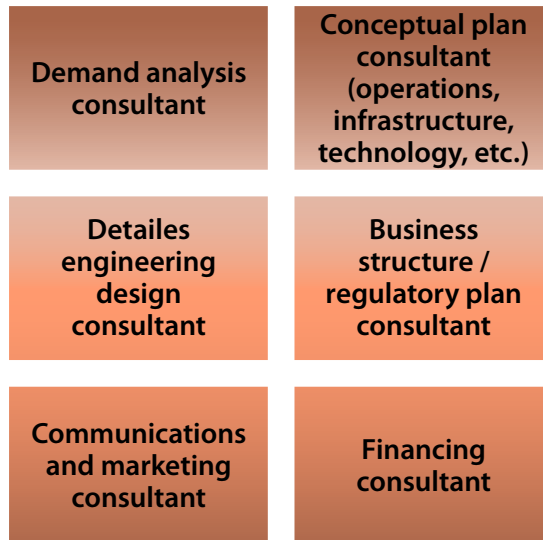 Demand analysis
consultant
Conceptual plan
consultant
(operations,
infrastructure,
technology, etc.)
Detailes
engineering
design
consultant
Business
structure /
regulatory plan
consultant
Communications
and marketing
consultant
Financing
consultant